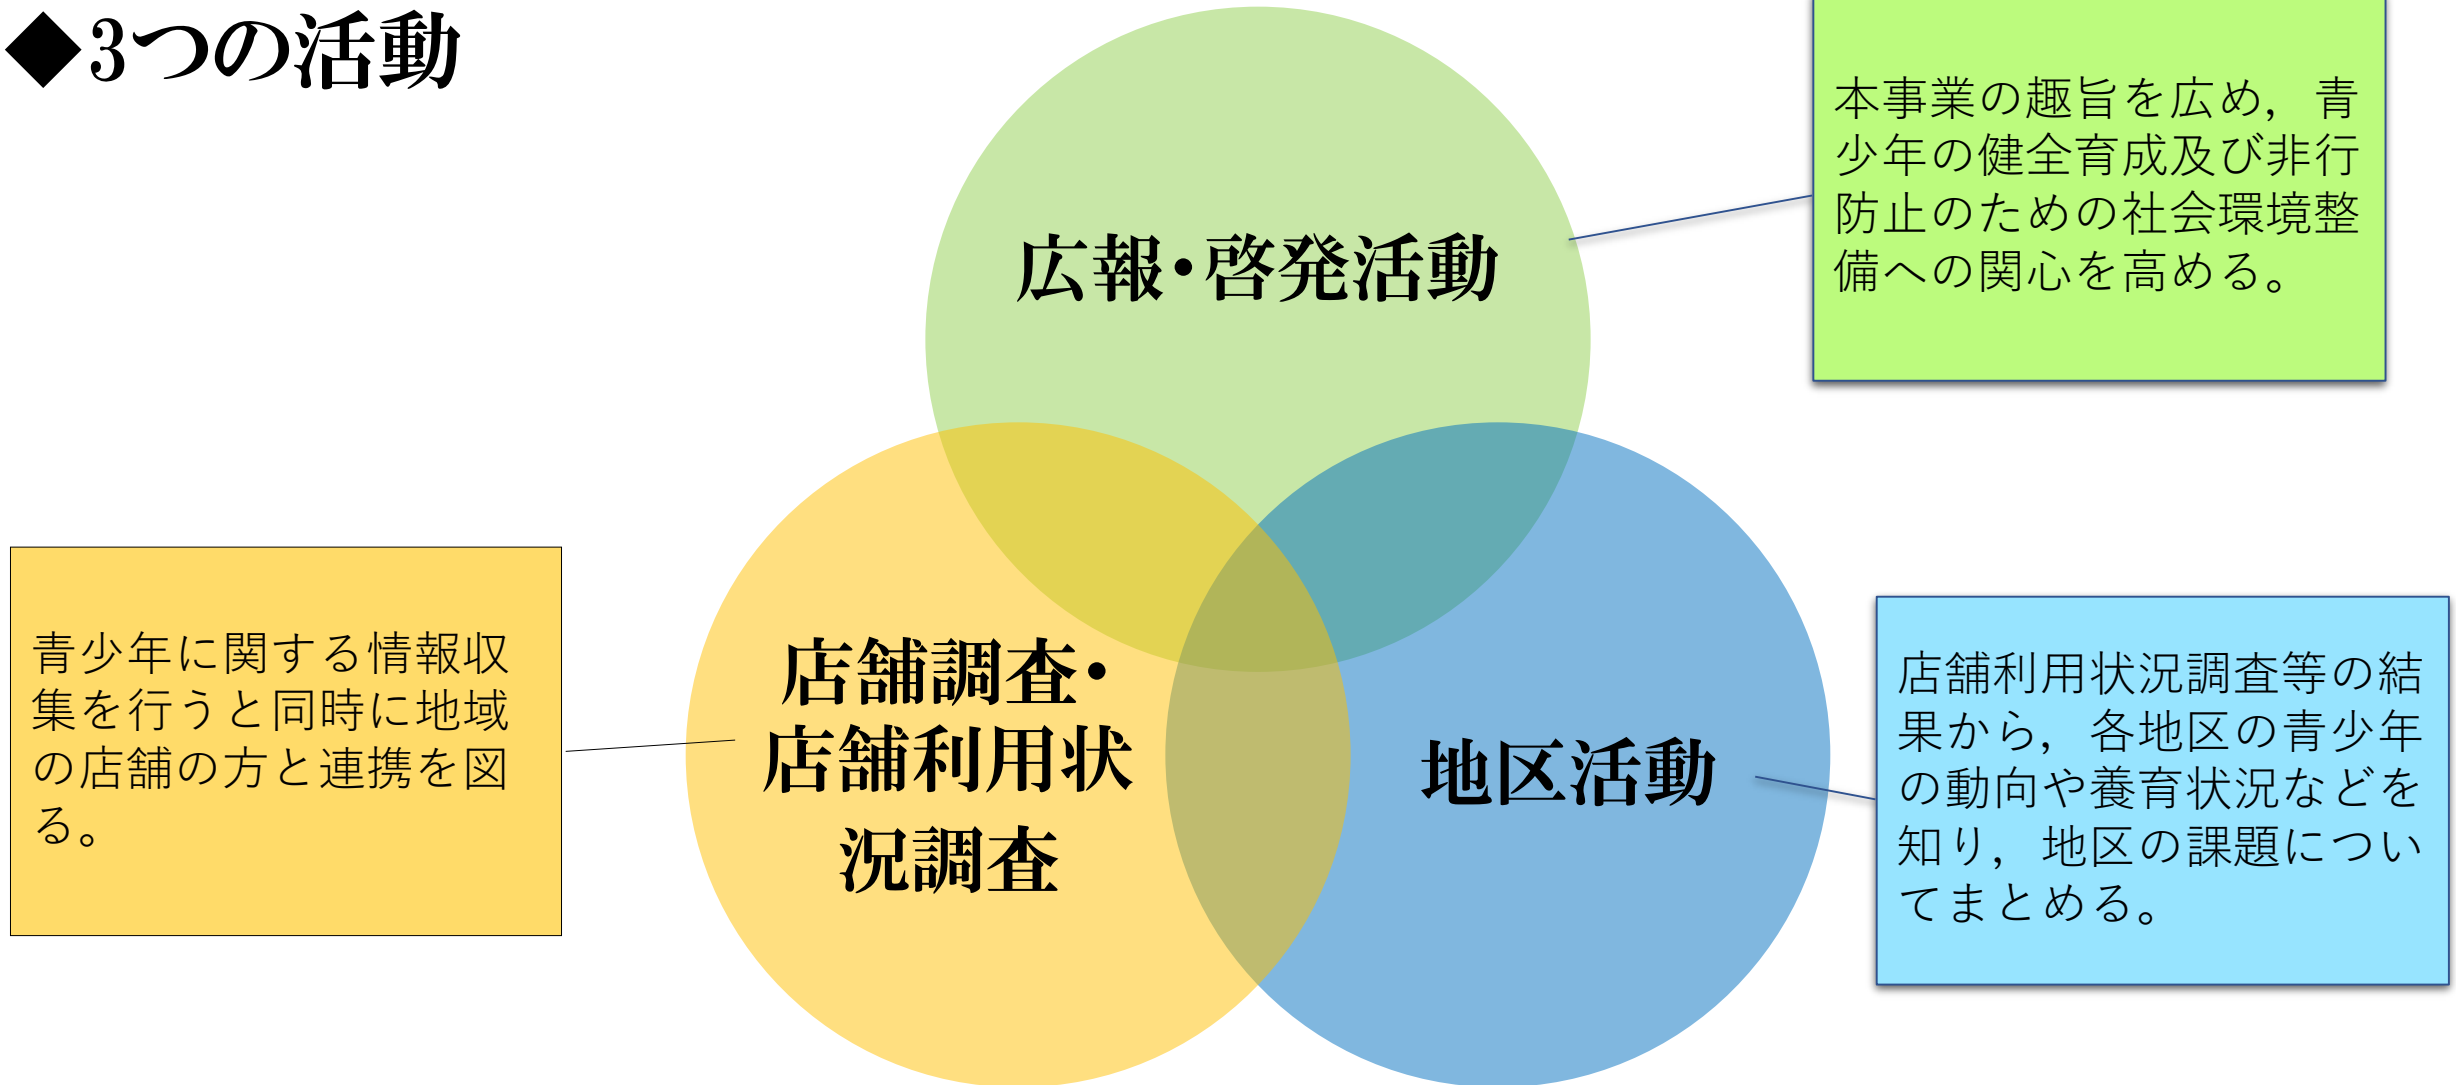 ◆3つの活動
本事業の趣旨を広め，青
少年の健全育成及び非行
防止のための社会環境整
備への関心を高める。
広報・啓発活動
青少年に関する情報収
集を行うと同時に地域
の店舗の方と連携を図
る。
店舗調査・
店舗利用状
況調査
地区活動
店舗利用状況調査等の結
果から，各地区の青少年
の動向や養育状況などを
知り，地区の課題につい
てまとめる。